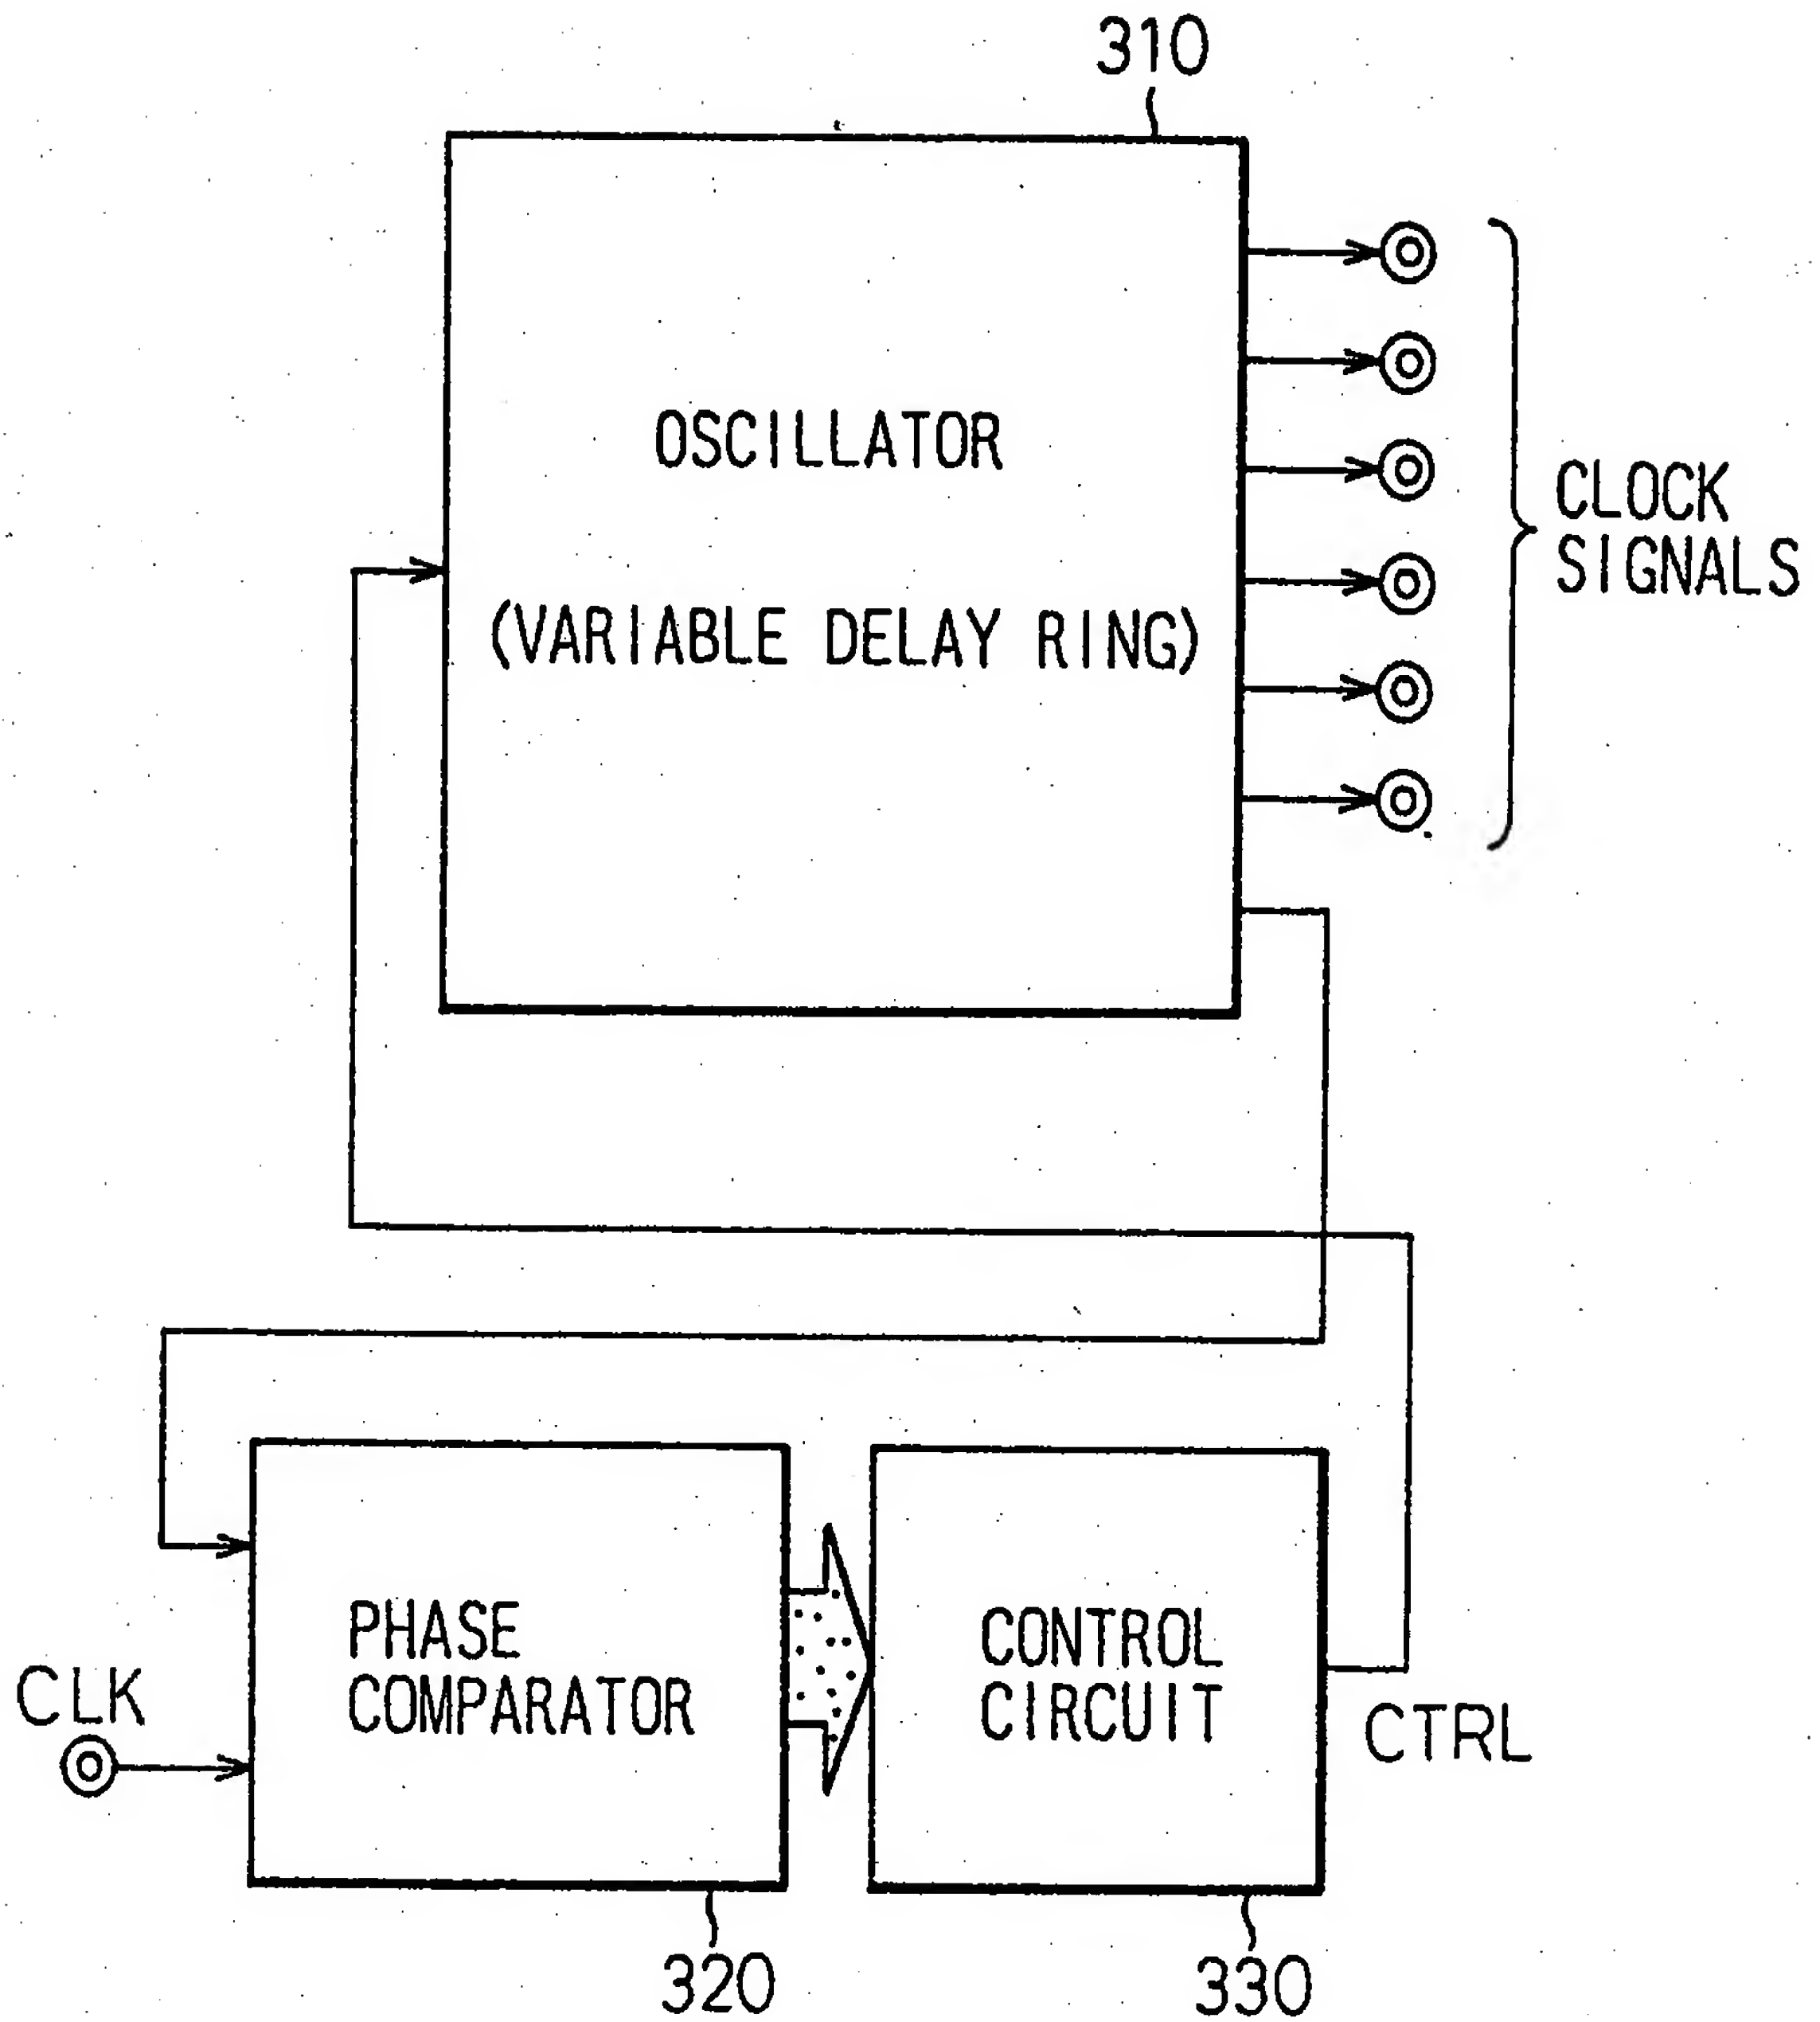 310
OSCILLATOR
(VARIABLE DELAY RING)
CLOCK
SIGNALS
PHASE
COMPARATOR
CONTROL
CIRCUIT
CLK
CTRL
320
330